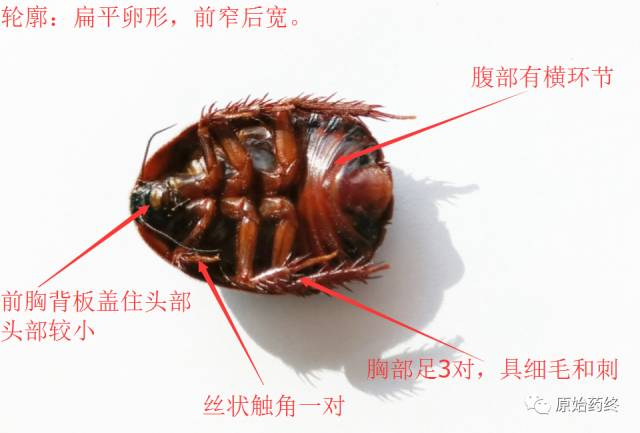 轮廓：扁平卵形，前窄后宽。
腹部有横环节
前胸背板盖住头部
头部较小
胸部足3对，具细毛和刺
丝状触角一对
原始药终